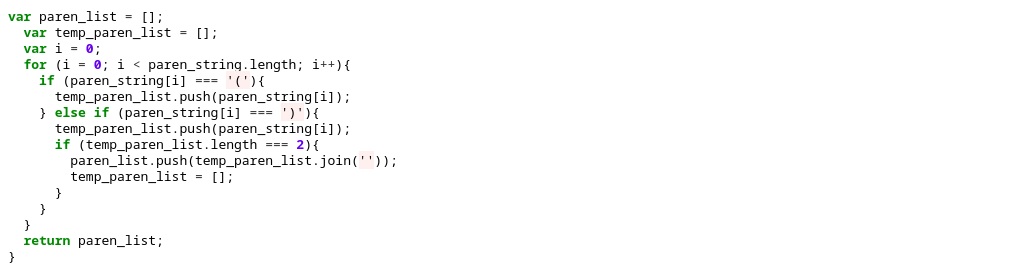 var paren_list = [];
  var temp_paren_list = [];
  var i = 0;
  for (i = 0; i < paren_string.length; i++){
    if (paren_string[i] === '('){
      temp_paren_list.push(paren_string[i]);
    } else if (paren_string[i] === ')'){
      temp_paren_list.push(paren_string[i]);
      if (temp_paren_list.length === 2){
        paren_list.push(temp_paren_list.join(''));
        temp_paren_list = [];
      }
    }
  }
  return paren_list;
}